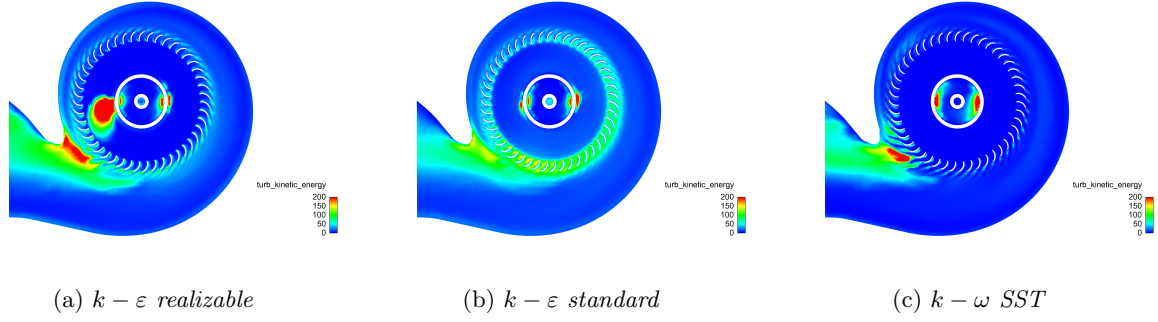 turb_kinetic_energy
200
150
100
50
0
turb_kinetic_energy
200
150
100
50
0
turb_kinetic_energy
200
150
100
50
0
(a) k − ε realizable
(b) k − ε standard
(c) k − ω SST